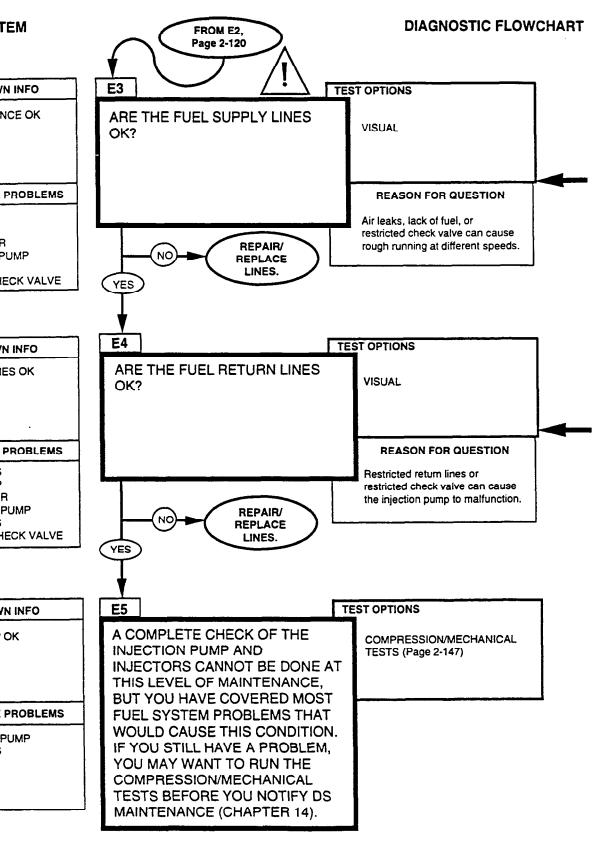 TEM
DIAGNOSTIC FLOWCHART
FROM E2,
Page 2-120
!
E3
ARE THE FUEL SUPPLY LINES
OK?
TEST OPTIONS
VISUAL
REASON FOR QUESTION
Air leaks, lack of fuel, or
restricted check valve can cause
rough running at different speeds.
NO
REPAIR/
REPLACE
LINES.
YES
WN INFO
NCE OK
PROBLEMS
R
PUMP
HECK VALVE
E4
ARE THE FUEL RETURN LINES
OK?
TEST OPTIONS
VISUAL
REASON FOR QUESTION
Restricted return lines or
restricted check valve can cause
the injection pump to malfunction.
NO
REPAIR/
REPLACE
LINES.
YES
WN INFO
IES OK
PROBLEMS
S
P
R
PUMP
S
HECK VALVE
E5
A COMPLETE CHECK OF THE
INJECTION PUMP AND
INJECTORS CANNOT BE DONE AT
THIS LEVEL OF MAINTENANCE,
BUT YOU HAVE COVERED MOST
FUEL SYSTEM PROBLEMS THAT
WOULD CAUSE THIS CONDITION.
IF YOU STILL HAVE A PROBLEM,
YOU MAY WANT TO RUN THE
COMPRESSION/MECHANICAL
TESTS BEFORE YOU NOTIFY DS
MAINTENANCE (CHAPTER 14).
TEST OPTIONS
COMPRESSION/MECHANICAL
TESTS (Page 2-147)
WN INFO
OK
PROBLEMS
PUMP
S